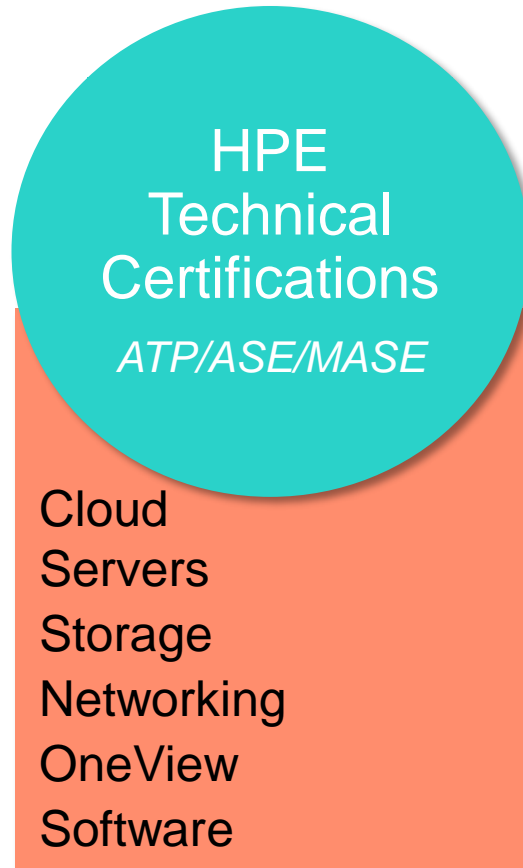 HPE
Technical
Certifications
ATP/ASE/MASE
Cloud
Servers
Storage
Networking
OneView
Software